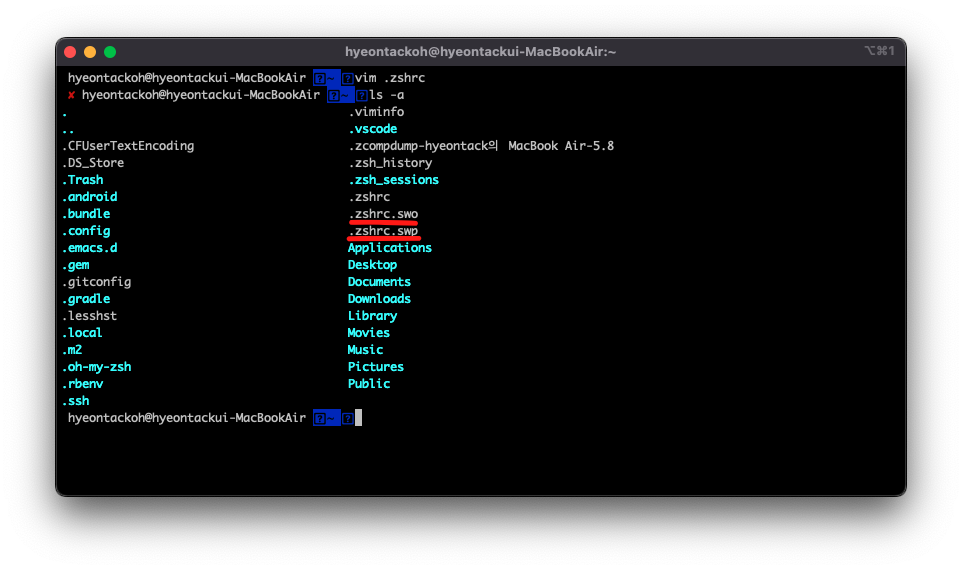 hyeontackoh@hyeontackui-MacBookAir:~ ⌥⌘1
hyeontackoh@hyeontackui-MacBookAir ~ vim .zshrc
✘ hyeontackoh@hyeontackui-MacBookAir ~ ls -a
. .viminfo
.. .vscode
.CFUserTextEncoding .zcompdump-hyeontack의 MacBook Air-5.8
.DS_Store .zsh_history
.Trash .zsh_sessions
.android .zshrc
.bundle .zshrc.swo
.config .zshrc.swp
.emacs.d Applications
.gem Desktop
.gitconfig Documents
.gradle Downloads
.lesshst Library
.local Movies
.m2 Music
.oh-my-zsh Pictures
.rbenv Public
.ssh
hyeontackoh@hyeontackui-MacBookAir ~